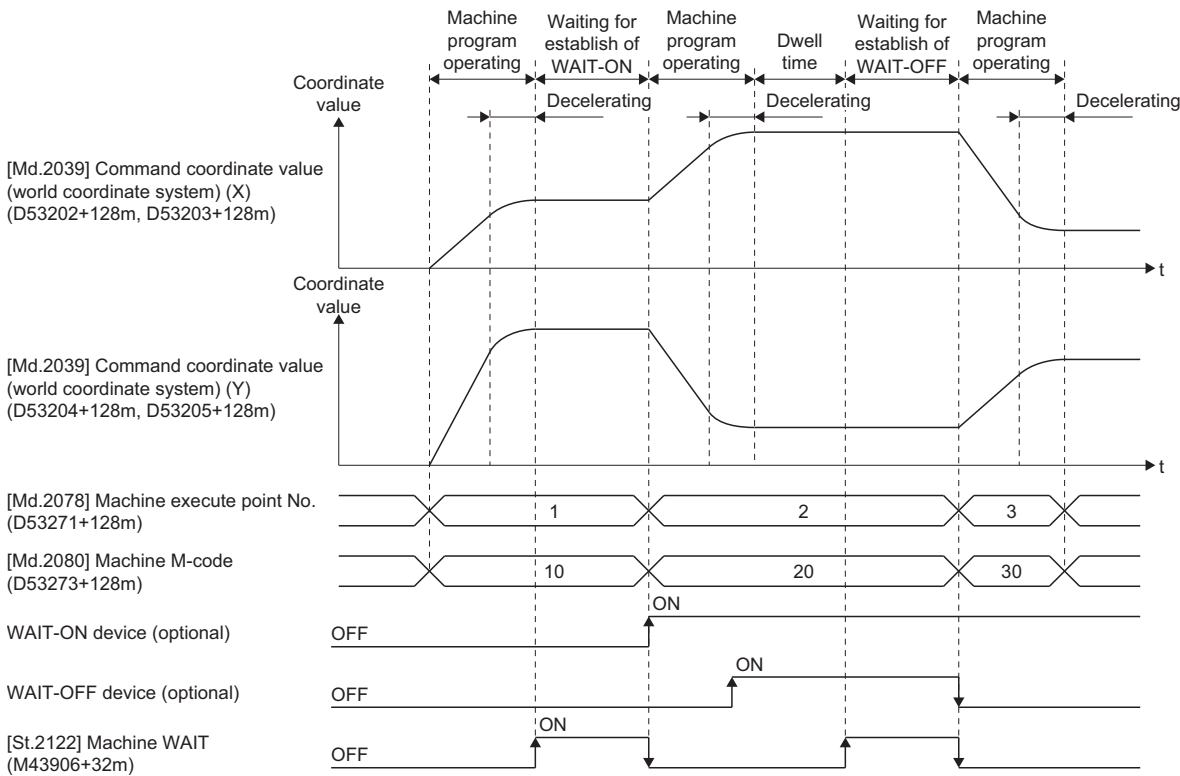 Machine
program
operating
Waiting for
establish of
WAIT-ON
Machine
program
operating
Dwell
time
Waiting for
establish of
WAIT-OFF
Machine
program
operating
Coordinate
value
Decelerating
Decelerating
Decelerating
[Md.2039] Command coordinate value
(world coordinate system) (X)
(D53202+128m, D53203+128m)
t
Coordinate
value
[Md.2039] Command coordinate value
(world coordinate system) (Y)
(D53204+128m, D53205+128m)
t
[Md.2078] Machine execute point No.
(D53271+128m)
1
2
3
[Md.2080] Machine M-code
(D53273+128m)
10
20
30
ON
WAIT-ON device (optional)
OFF
ON
WAIT-OFF device (optional)
OFF
ON
[St.2122] Machine WAIT
(M43906+32m)
OFF